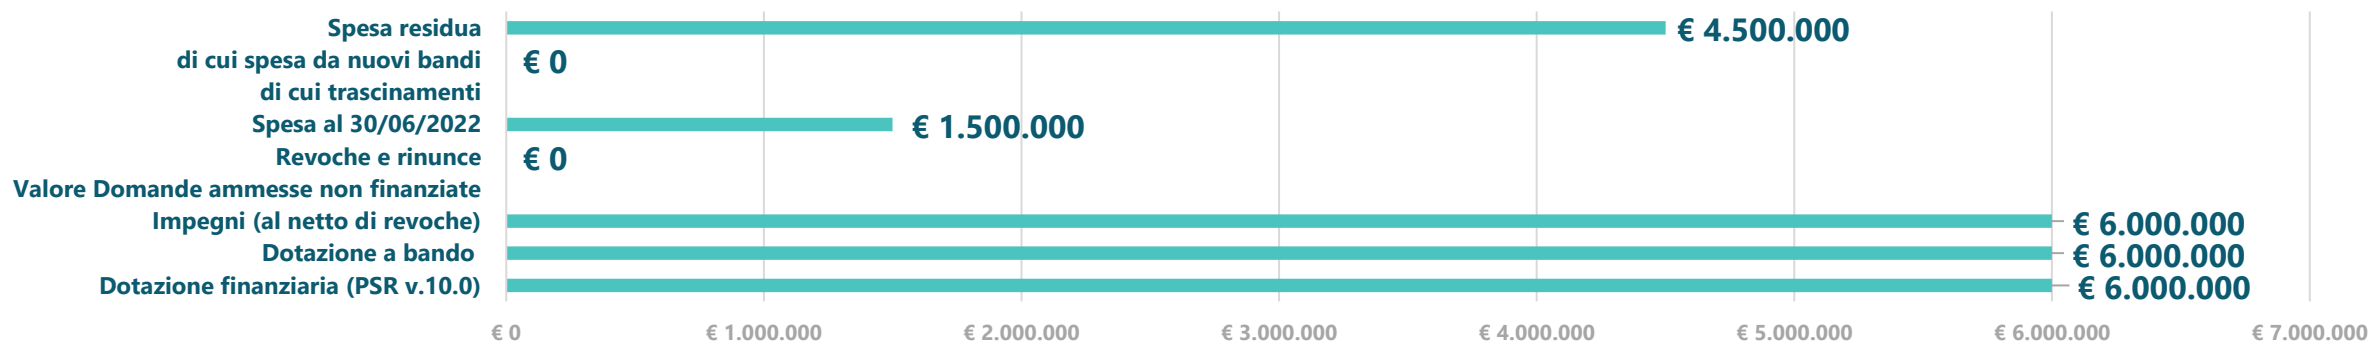 Spesa residua € 4.500.000
di cui spesa da nuovi bandi € 0
di cui trascinamenti
Spesa al 30/06/2022 € 1.500.000
Revoche e rinunce € 0
Valore Domande ammesse non finanziate
Impegni (al netto di revoche) € 6.000.000
Dotazione a bando € 6.000.000
Dotazione finanziaria (PSR v.10.0) € 6.000.000
€ 0 € 1.000.000 € 2.000.000 € 3.000.000 € 4.000.000 € 5.000.000 € 6.000.000 € 7.000.000